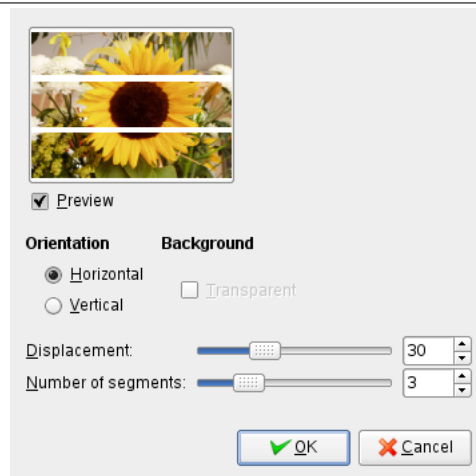 Preview
Orientation Background
Horizontal
Transparent
Vertical
Displacement: 30
Number of segments: 3
OK Cancel